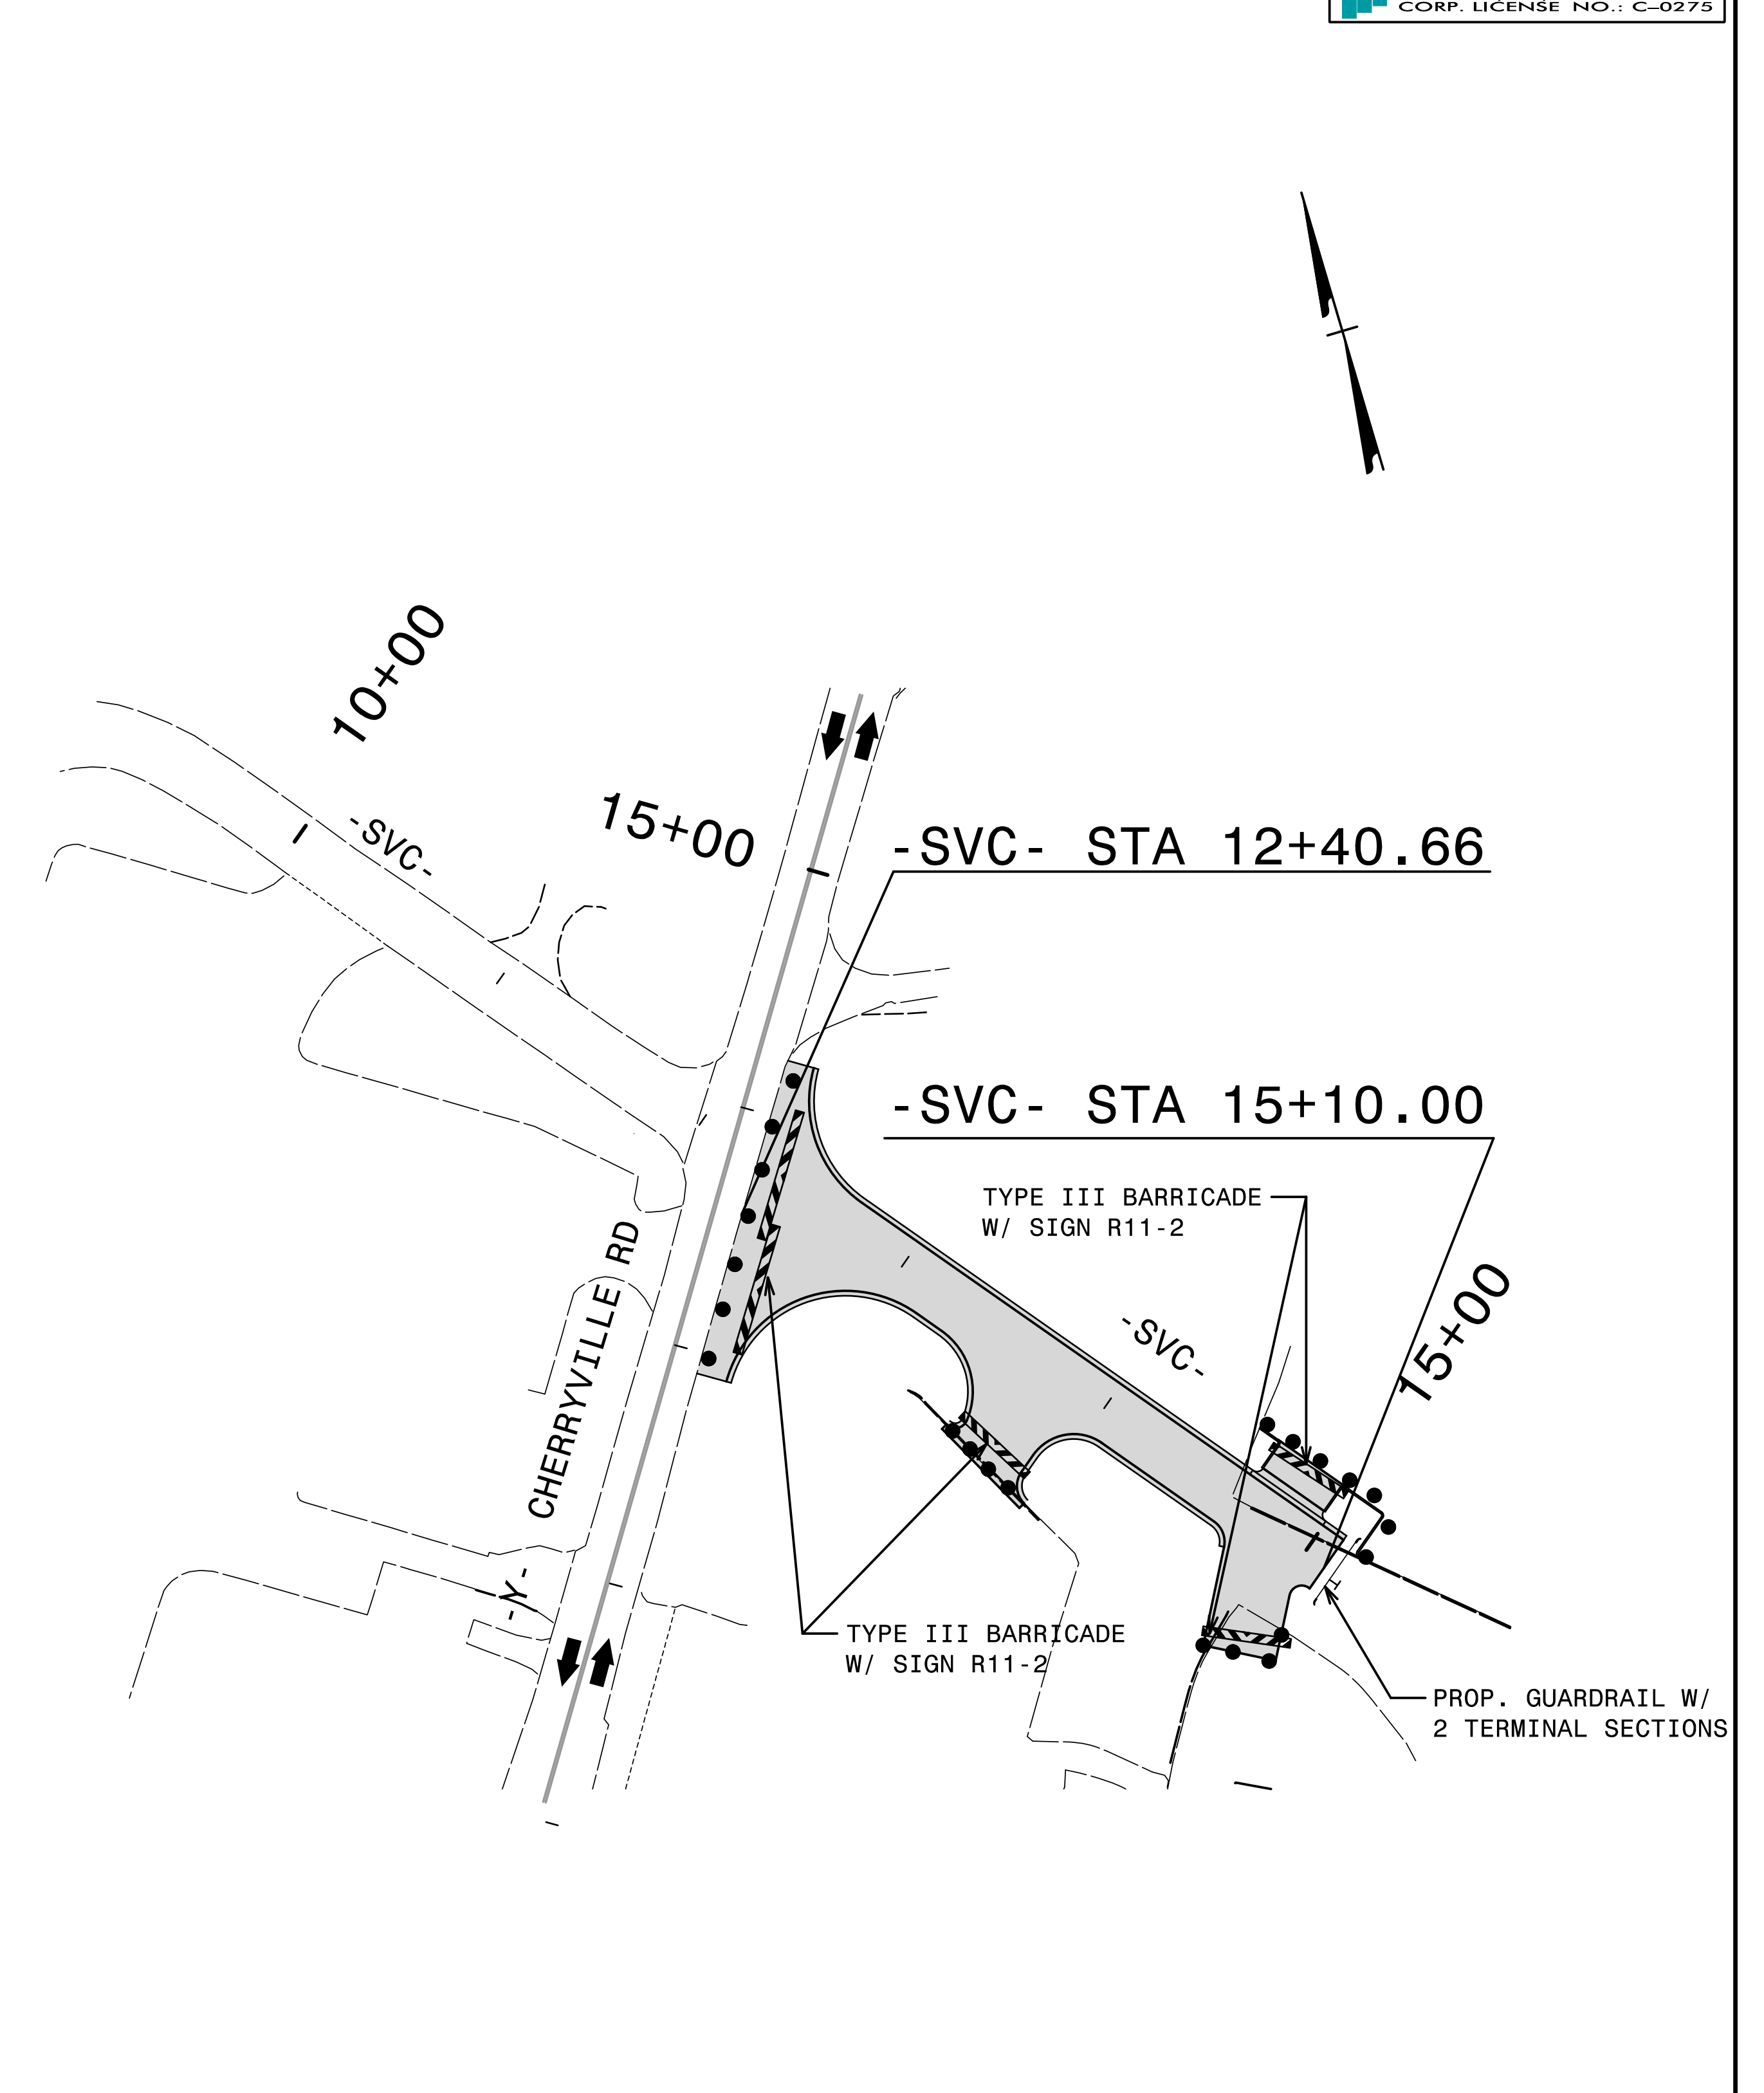 CORP. LICENSE NO.: C-0275
10+00
-SVC-
15+00
-SVC- STA 12+40.66
-SVC- STA 15+10.00
TYPE III BARRICADE
W/ SIGN R11-2
15+00
-SVC-
CHERRYVILLE RD
-Y-
TYPE III BARRICADE
W/ SIGN R11-2
PROP. GUARDRAIL W/
2 TERMINAL SECTIONS